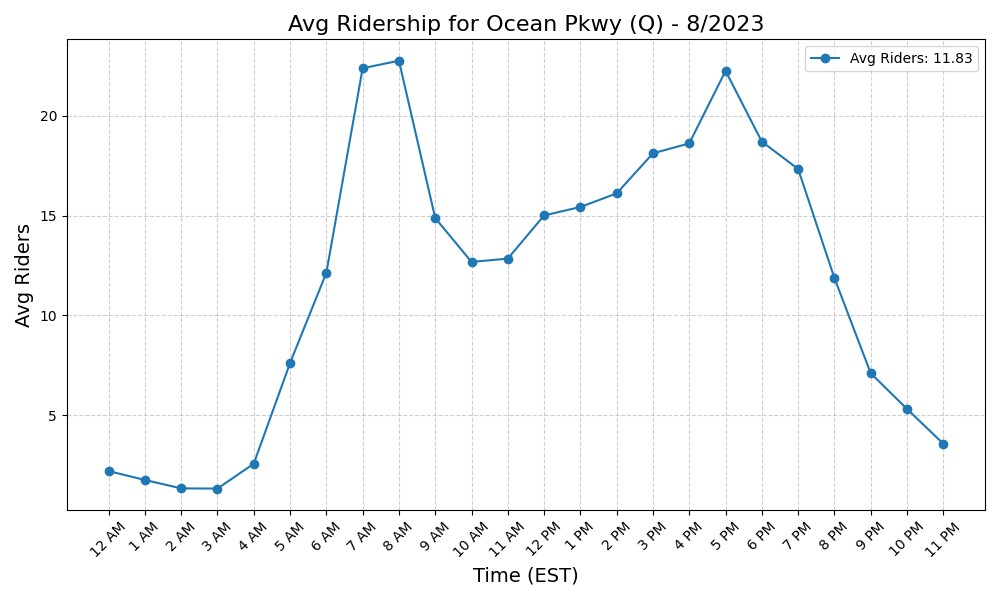 Avg Ridership for Ocean Pkwy (Q) - 8/2023
Avg Riders: 11.83
Avg Riders
20
15
10
5
12 AM
1 AM
2 AM
3 AM
4 AM
5 AM
6 AM
7 AM
8 AM
9 AM
10 AM
11 AM
12 PM
1 PM
2 PM
3 PM
4 PM
5 PM
6 PM
7 PM
8 PM
9 PM
10 PM
11 PM
Time (EST)